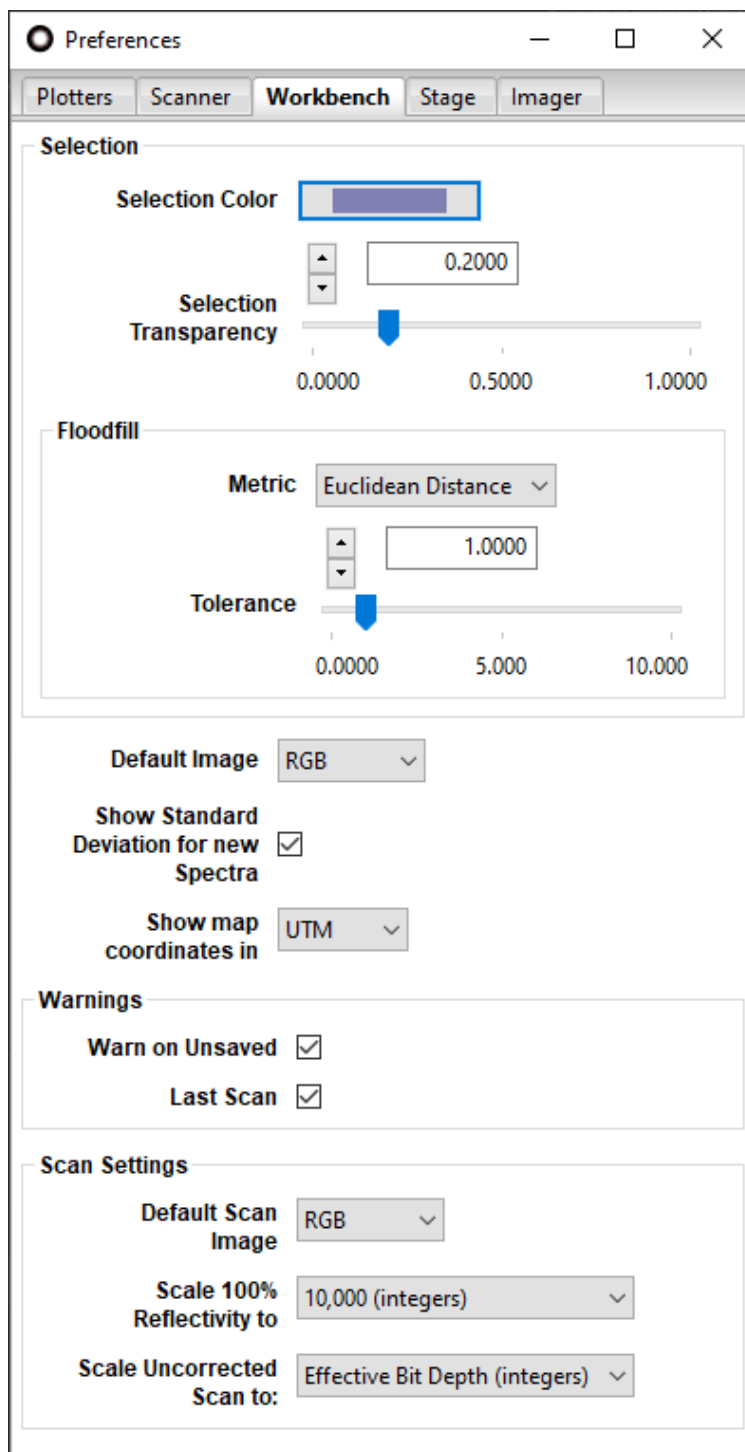 Preferences
Plotters Scanner Workbench Stage Imager
Selection
Selection Color
0.2000
Selection
Transparency
0.0000 0.5000 1.0000
Floodfill
Metric Euclidean Distance
1.0000
Tolerance
0.0000 5.000 10.000
Default Image RGB
Show Standard
Deviation for new
Spectra
Show map
coordinates in
UTM
Warnings
Warn on Unsaved
Last Scan
Scan Settings
Default Scan
Image
RGB
Scale 100%
Reflectivity to
10,000 (integers)
Scale Uncorrected
Scan to:
Effective Bit Depth (integers)